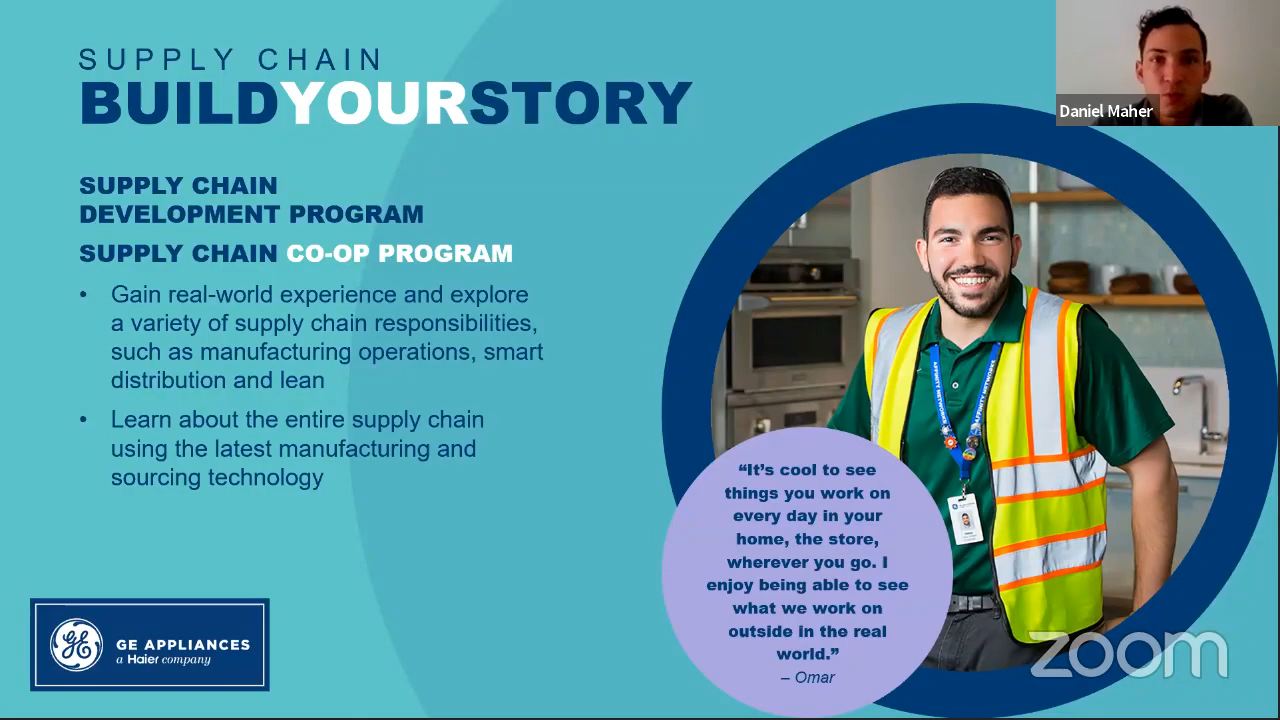 SUPPLY CHAIN
BUILDYOURSTORY
Daniel Maher
SUPPLY CHAIN
DEVELOPMENT PROGRAM
SUPPLY CHAIN CO-OP PROGRAM
• Gain real-world experience and explore
a variety of supply chain responsibilities,
such as manufacturing operations, smart
distribution and lean
• Learn about the entire supply chain
using the latest manufacturing and
sourcing technology
AFFINITY NETWORKS
AFFINITY NETWORKS
“It’s cool to see
things you work on
every day in your
home, the store,
wherever you go. I
enjoy being able to see
what we work on
outside in the real
world.”
– Omar
GE APPLIANCES
a Haier company
zoom